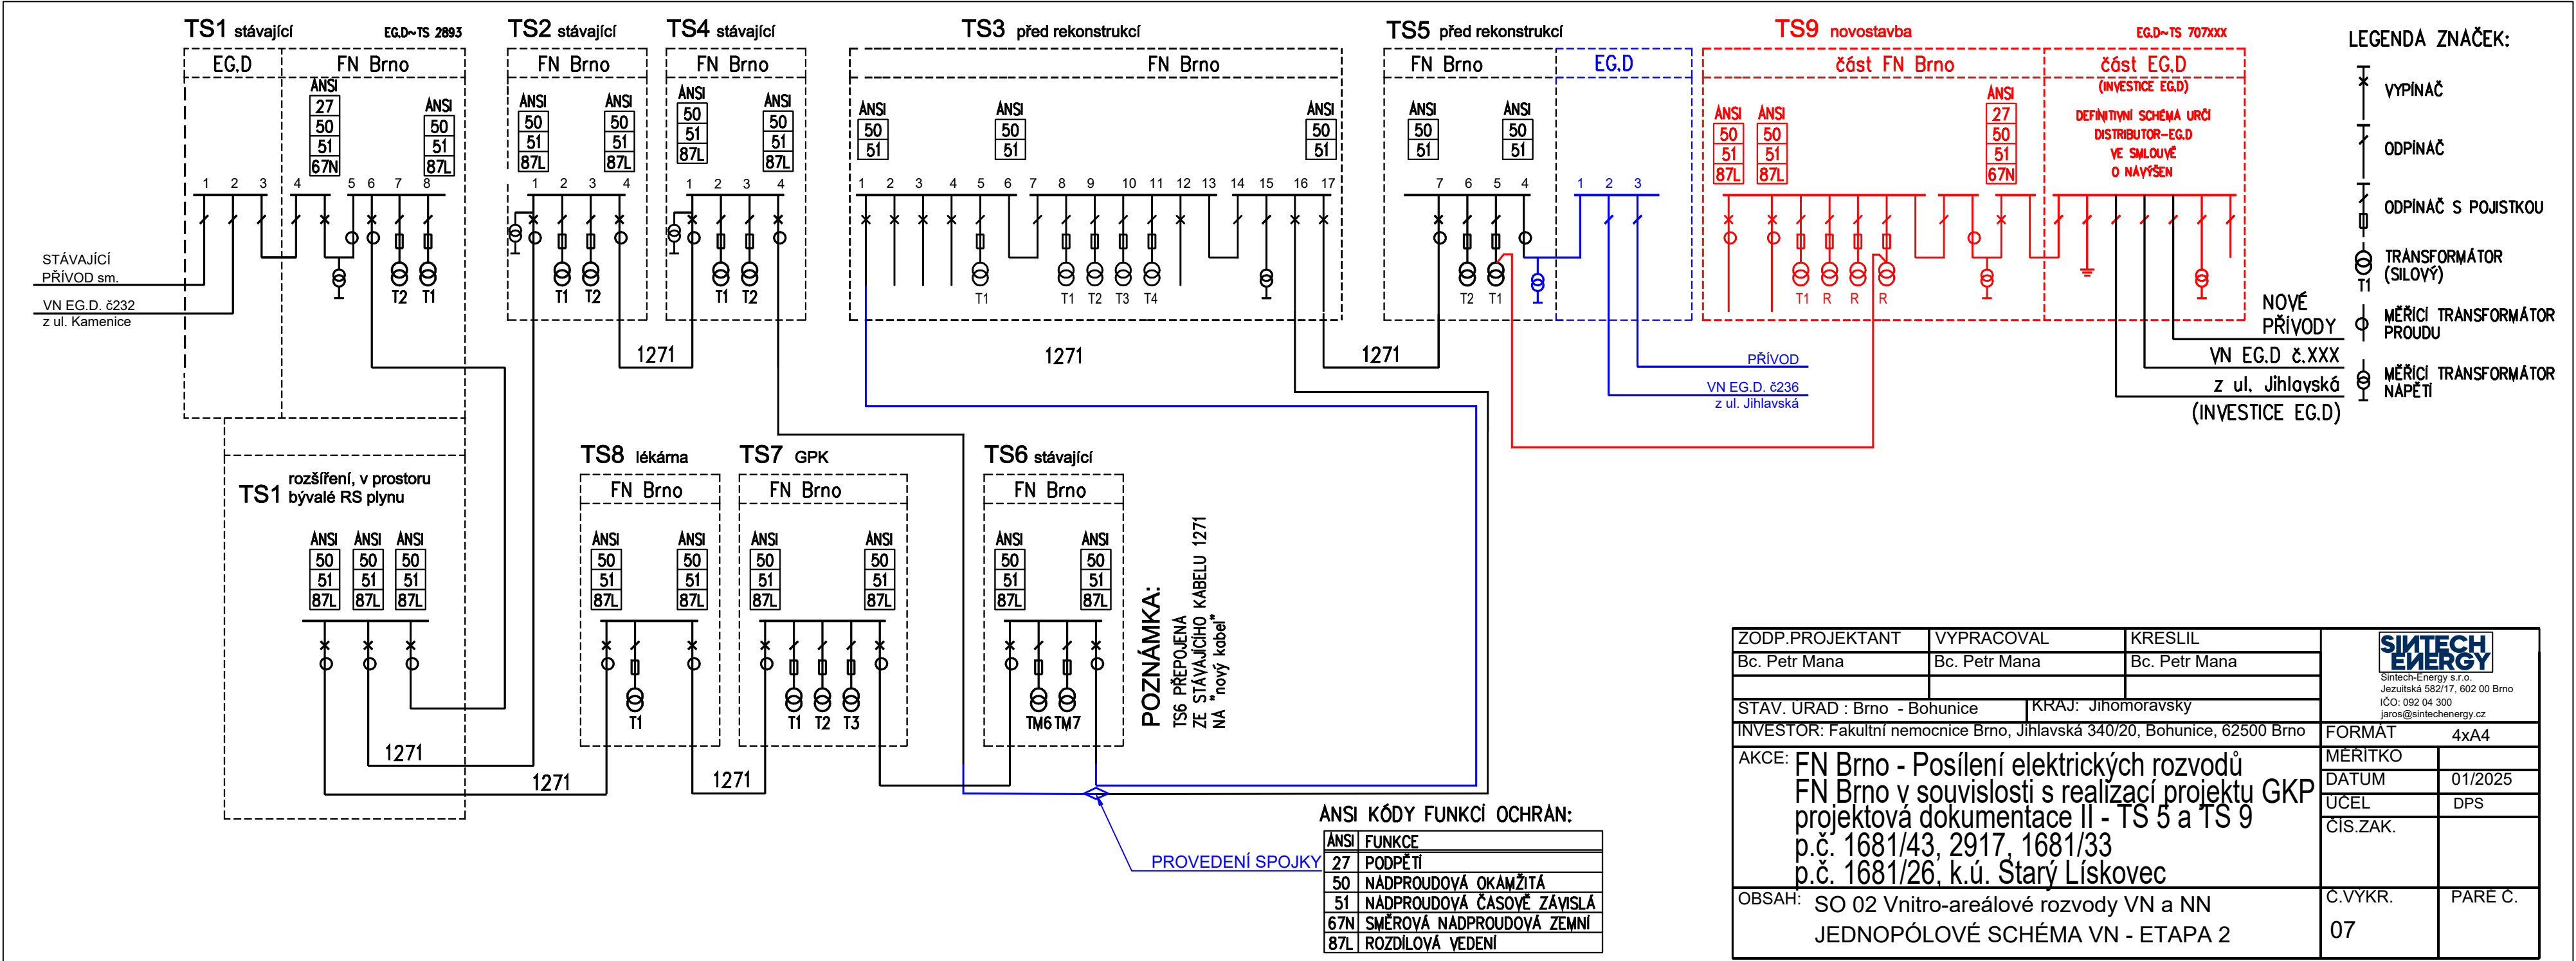 TS1 stávající EG.D~TS 2893
EG.D FN Brno
ANSI
27
50
51
67N
ANSI
50
51
87L
1 2 3 4 5 6 7 8
T2 T1
STÁVAJÍCÍ
PŘÍVOD sm.
VN EG.D. č232
z ul. Kamenice
TS2 stávající
FN Brno
ANSI
50
51
87L
ANSI
50
51
87L
1 2 3 4
T1 T2
1271
TS4 stávající
FN Brno
ANSI
50
51
87L
ANSI
50
51
87L
1 2 3 4
T1 T2
TS3 před rekonstrukcí
FN Brno
ANSI
50
51
ANSI
50
51
ANSI
50
51
1 2 3 4 5 6 7 8 9 10 11 12 13 14 15 16 17
T1 T1 T2 T3 T4
1271
1271
TS5 před rekonstrukcí
FN Brno EG.D
ANSI
50
51
ANSI
50
51
7 6 5 4 1 2 3
T2 T1
PŘÍVOD
VN EG.D. č236
z ul. Jihlavská
TS9 novostavba EG.D~TS 707XXX
část FN Brno část EG.D
(INVESTICE EG.D)
ANSI
50
51
87L
ANSI
50
51
87L
ANSI
27
50
51
67N
DEFINITIVNÍ SCHÉMA URČÍ
DISTRIBUTOR-EG.D
VE SMLOUVĚ
O NAVÝŠEN
T1 R R R
NOVÉ
PŘÍVODY
VN EG.D č.XXX
z ul. Jihlavská
(INVESTICE EG.D)
LEGENDA ZNAČEK:
VYPÍNAČ
ODPÍNAČ
ODPÍNAČ S POJISTKOU
TRANSFORMÁTOR
(SILOVÝ)
T1
MĚŘÍCÍ TRANSFORMÁTOR
PROUDU
MĚŘÍCÍ TRANSFORMÁTOR
NAPĚTÍ
TS1 rozšíření, v prostoru
bývalé RS plynu
ANSI ANSI ANSI
50 50 50
51 51 51
87L 87L 87L
1271
1271
TS8 lékárna
FN Brno
ANSI
50
51
87L
ANSI
50
51
87L
T1
1271
TS7 GPK
FN Brno
ANSI
50
51
87L
ANSI
50
51
87L
T1 T2 T3
TS6 stávající
FN Brno
ANSI
50
51
87L
ANSI
50
51
87L
TM6 TM7
POZNÁMKA:
TS6 PŘEPOJENA
ZE STÁVAJÍCÍHO KABELU 1271
NA "nový kabel"
PROVEDENÍ SPOJKY
ANSI KÓDY FUNKCÍ OCHRAN:
ANSI FUNKCE
27 PODPĚTÍ
50 NADPROUDOVÁ OKAMŽITÁ
51 NADPROUDOVÁ ČASOVĚ ZÁVISLÁ
67N SMĚROVÁ NADPROUDOVÁ ZEMNÍ
87L ROZDÍLOVÁ VEDENÍ
ZODP.PROJEKTANT VYPRACOVAL KRESLIL
Bc. Petr Mana Bc. Petr Mana Bc. Petr Mana
SINTECH
ENERGY
Sintech-Energy s.r.o.
Jezuitská 582/17, 602 00 Brno
IČO: 092 04 300
jaros@sintechenergy.cz
STAV. ÚŘAD : Brno - Bohunice KRAJ: Jihomoravský
INVESTOR: Fakultní nemocnice Brno, Jihlavská 340/20, Bohunice, 62500 Brno
FORMÁT 4xA4
MĚŘÍTKO
DATUM 01/2025
ÚČEL DPS
ČÍS.ZAK.
AKCE: FN Brno - Posílení elektrických rozvodů
FN Brno v souvislosti s realizací projektu GKP
projektová dokumentace II - TS 5 a TS 9
p.č. 1681/43, 2917, 1681/33
p.č. 1681/26, k.ú. Starý Lískovec
OBSAH: SO 02 Vnitro-areálové rozvody VN a NN
JEDNOPÓLOVÉ SCHÉMA VN - ETAPA 2
Č.VÝKR. PARÉ Č.
07